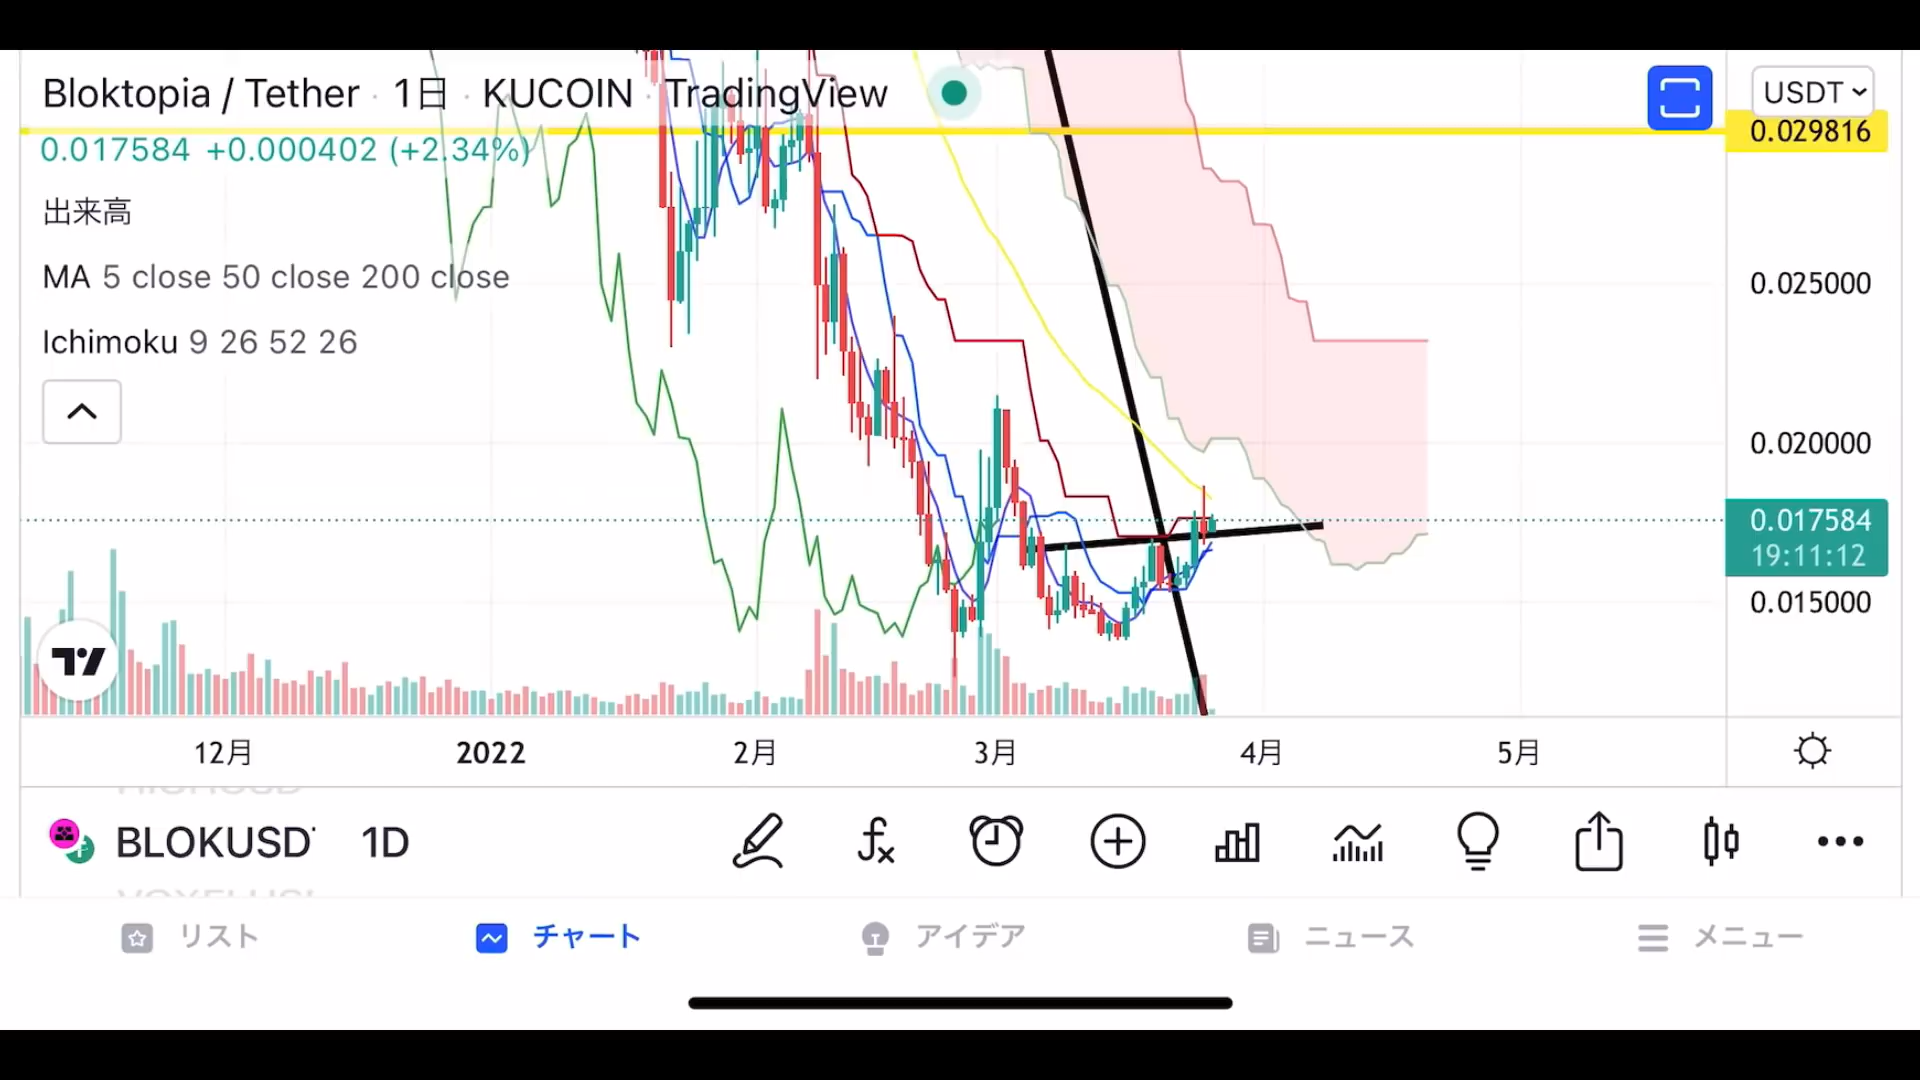 Bloktopia / Tether · 1日 · KUCOIN · TradingView
USDT
0.029816
0.017584 +0.000402 (+2.34%)
出来高
MA 5 close 50 close 200 close
Ichimoku 9 26 52 26
0.025000
0.020000
0.017584
19:11:12
0.015000
12月 2022 2月 3月 4月 5月
BLOKUSD 1D
リスト チャート アイデア ニュース メニュー